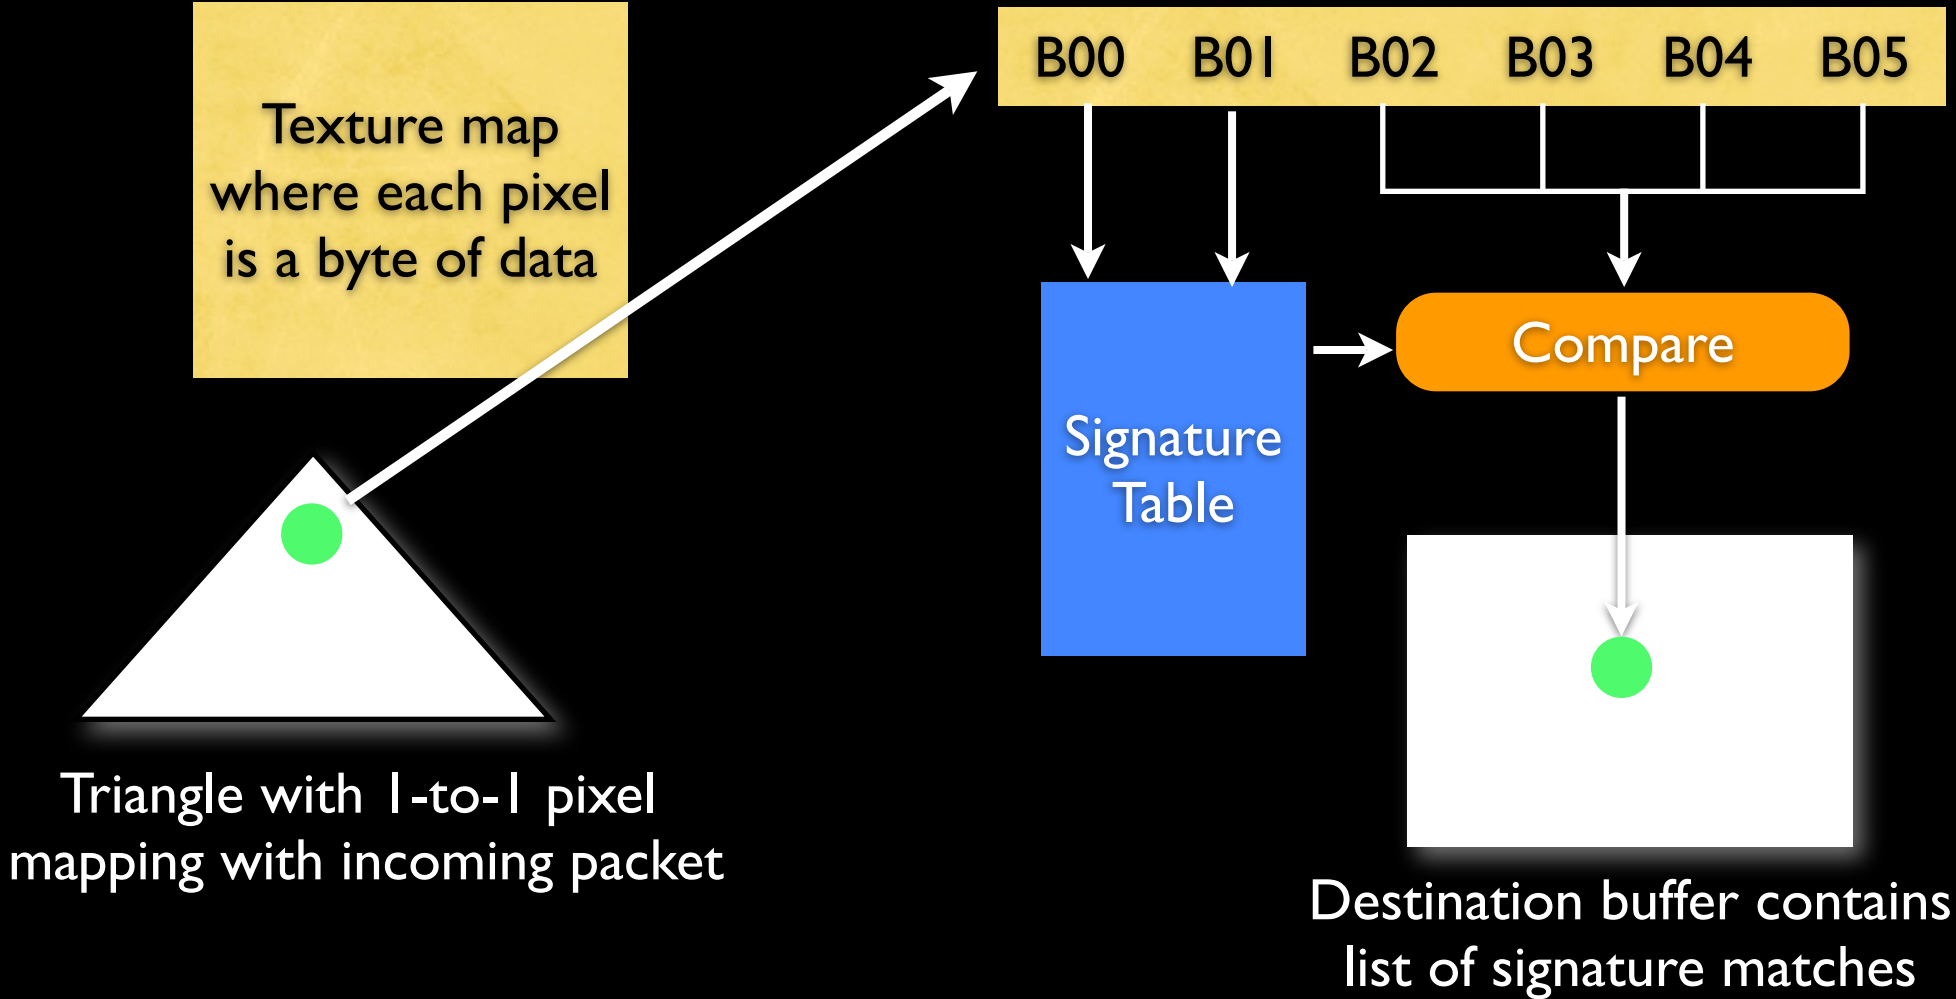 Texture map
where each pixel
is a byte of data
B00 B01 B02 B03 B04 B05
Compare
Signature
Table
Triangle with 1-to-1 pixel
mapping with incoming packet
Destination buffer contains
list of signature matches